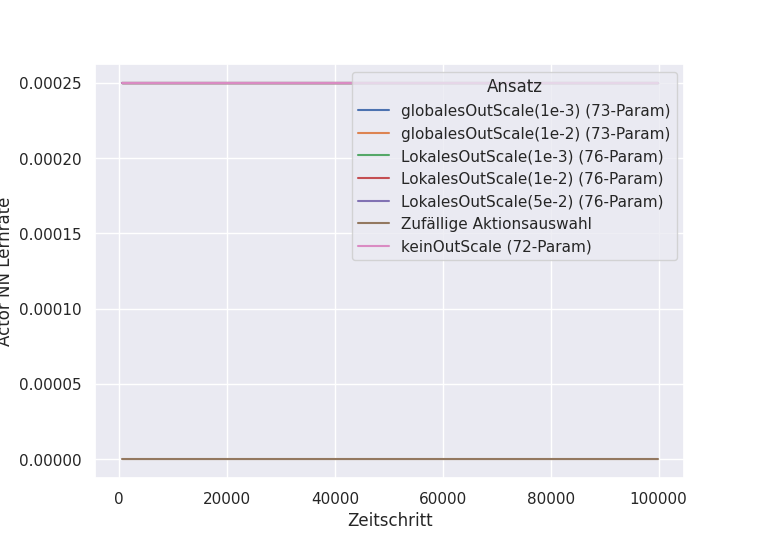 0.00025
0.00020
0.00015
0.00010
0.00005
0.00000
Actor NN Lernrate
0
20000
40000
60000
80000
100000
Zeitschritt
Ansatz
globalesOutScale(1e-3) (73-Param)
globalesOutScale(1e-2) (73-Param)
LokalesOutScale(1e-3) (76-Param)
LokalesOutScale(1e-2) (76-Param)
LokalesOutScale(5e-2) (76-Param)
Zufällige Aktionsauswahl
keinOutScale (72-Param)